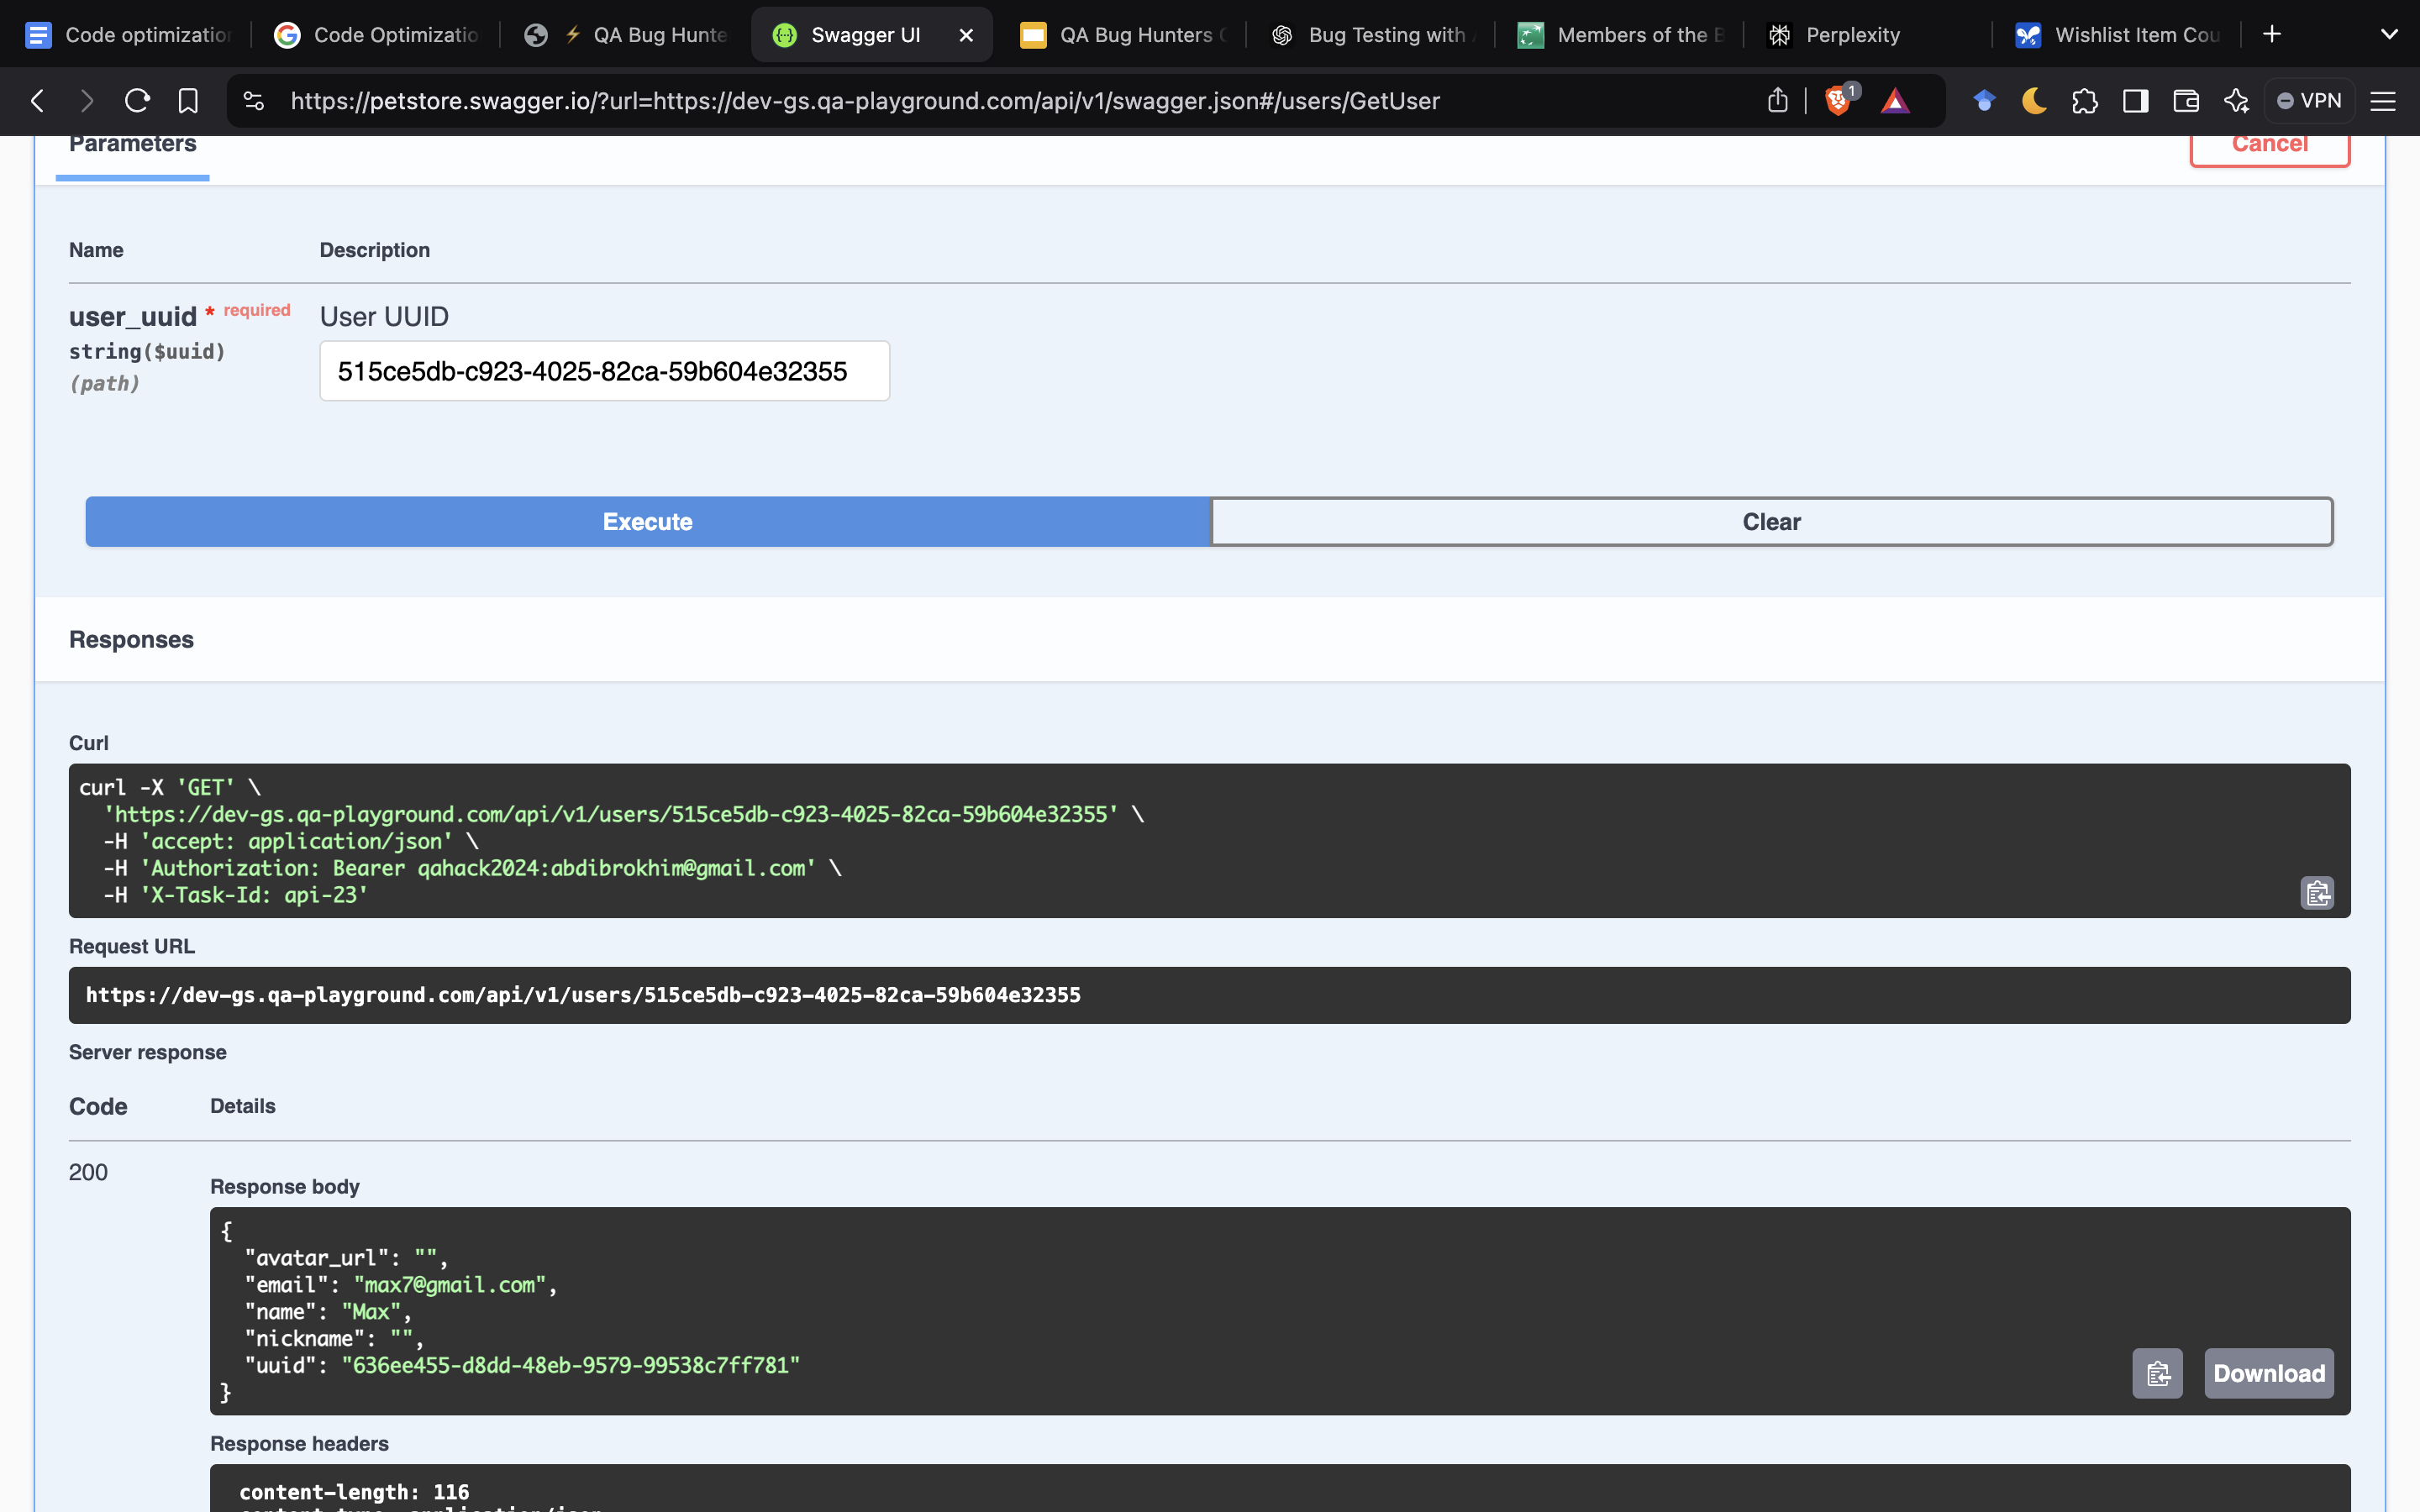 Code optimization
Code Optimizatio
⚡ QA Bug Hunte
Swagger UI
QA Bug Hunters
Bug Testing with
Members of the
Perplexity
Wishlist Item Cou
https://petstore.swagger.io/?url=https://dev-gs.qa-playground.com/api/v1/swagger.json#/users/GetUser
1
VPN
Parameters
Cancel
Name
Description
user_uuid * required
User UUID
string($uuid)
(path)
515ce5db-c923-4025-82ca-59b604e32355
Execute
Clear
Responses
Curl
curl -X 'GET' \
'https://dev-gs.qa-playground.com/api/v1/users/515ce5db-c923-4025-82ca-59b604e32355' \
-H 'accept: application/json' \
-H 'Authorization: Bearer qahack2024:abdibrokhim@gmail.com' \
-H 'X-Task-Id: api-23'
Request URL
https://dev-gs.qa-playground.com/api/v1/users/515ce5db-c923-4025-82ca-59b604e32355
Server response
Code
Details
200
Response body
{
"avatar_url": "",
"email": "max7@gmail.com",
"name": "Max",
"nickname": "",
"uuid": "636ee455-d8dd-48eb-9579-99538c7ff781"
}
Download
Response headers
content-length: 116